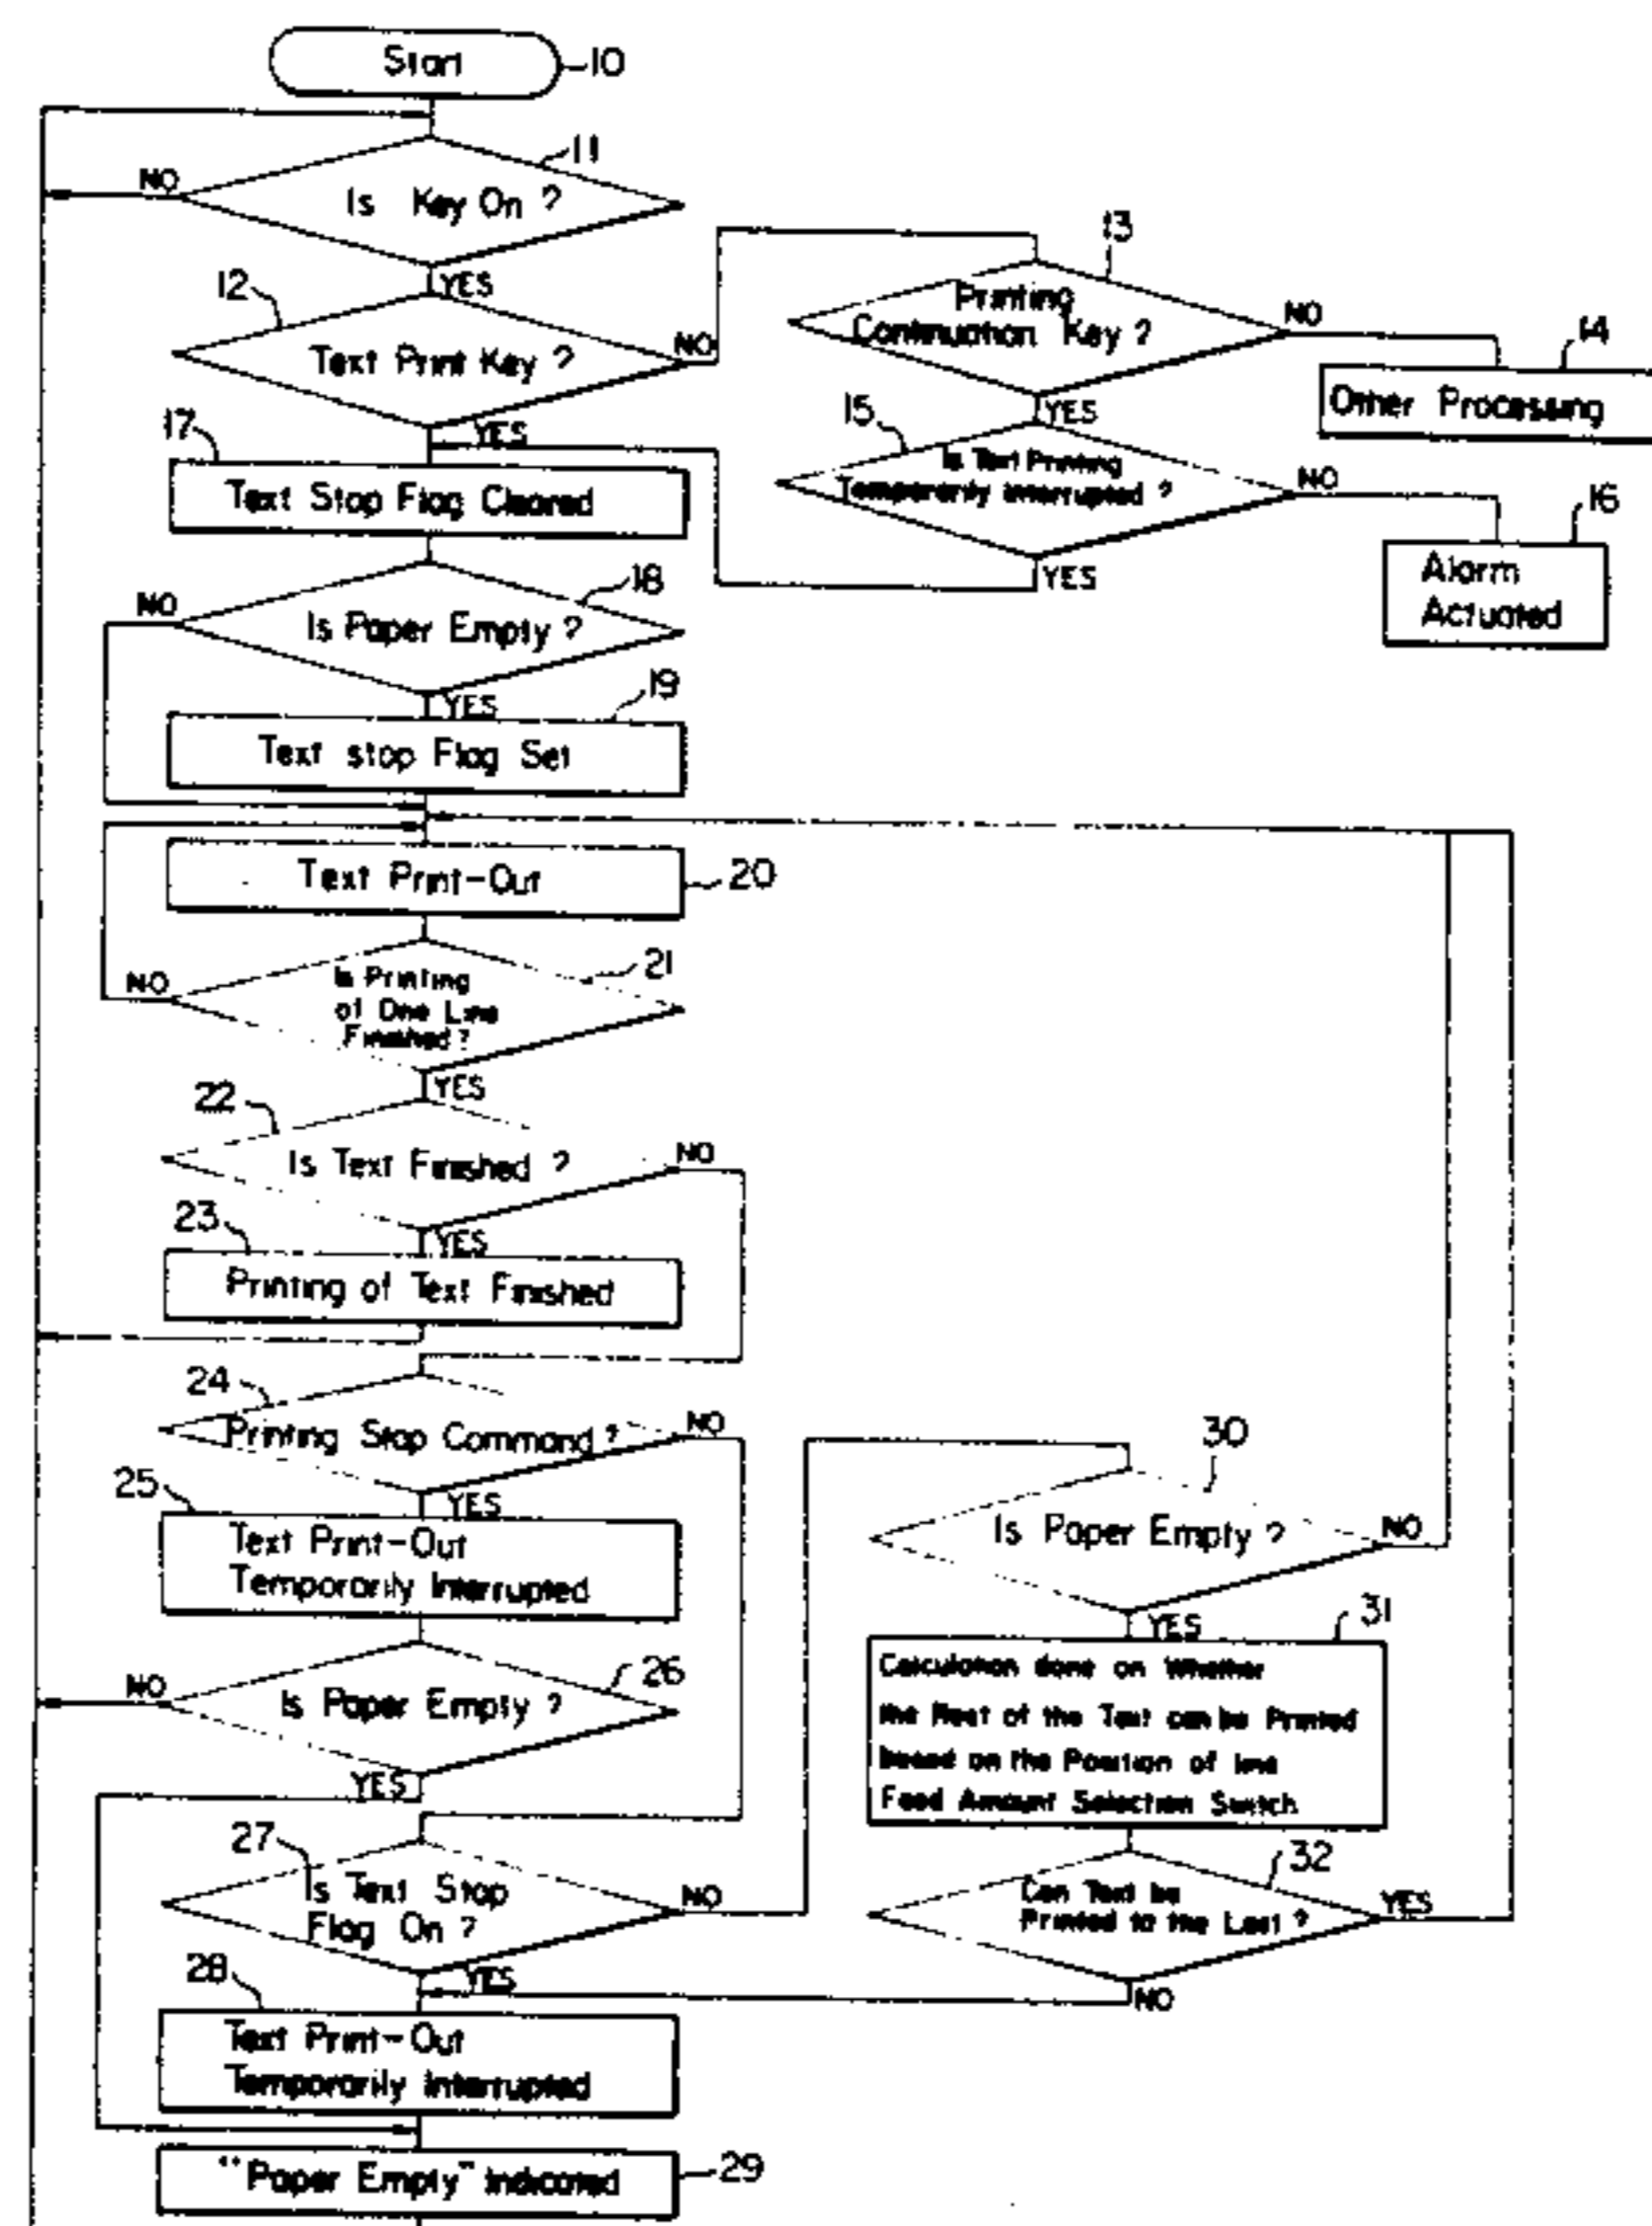 Start
10
11
NO
Is Key On ?
YES
12
Text Print Key ?
NO
13
Printing
Continuation Key ?
NO
14
Other Processing
YES
15
Is Text Printing
Temporarily Interrupted ?
NO
16
Alarm
Actuated
YES
YES
17
Text Stop Flag Cleared
18
NO
Is Paper Empty ?
YES
19
Text stop Flag Set
Text Print-Out
20
21
NO
Is Printing
of One Line
Finished ?
YES
22
Is Text Finished ?
NO
YES
23
Printing of Text Finished
24
Printing Stop Command ?
NO
YES
25
Text Print-Out
Temporarily Interrupted
26
NO
Is Paper Empty ?
YES
27
Is Text Stop
Flag On ?
NO
YES
28
Text Print-Out
Temporarily Interrupted
"Paper Empty" Indicated
29
30
Is Paper Empty ?
NO
YES
31
Calculation done on Whether
the Rest of the Text can be Printed
based on the Position of line
Feed Amount Selection Switch
32
Can Text be
Printed to the Last ?
YES
NO